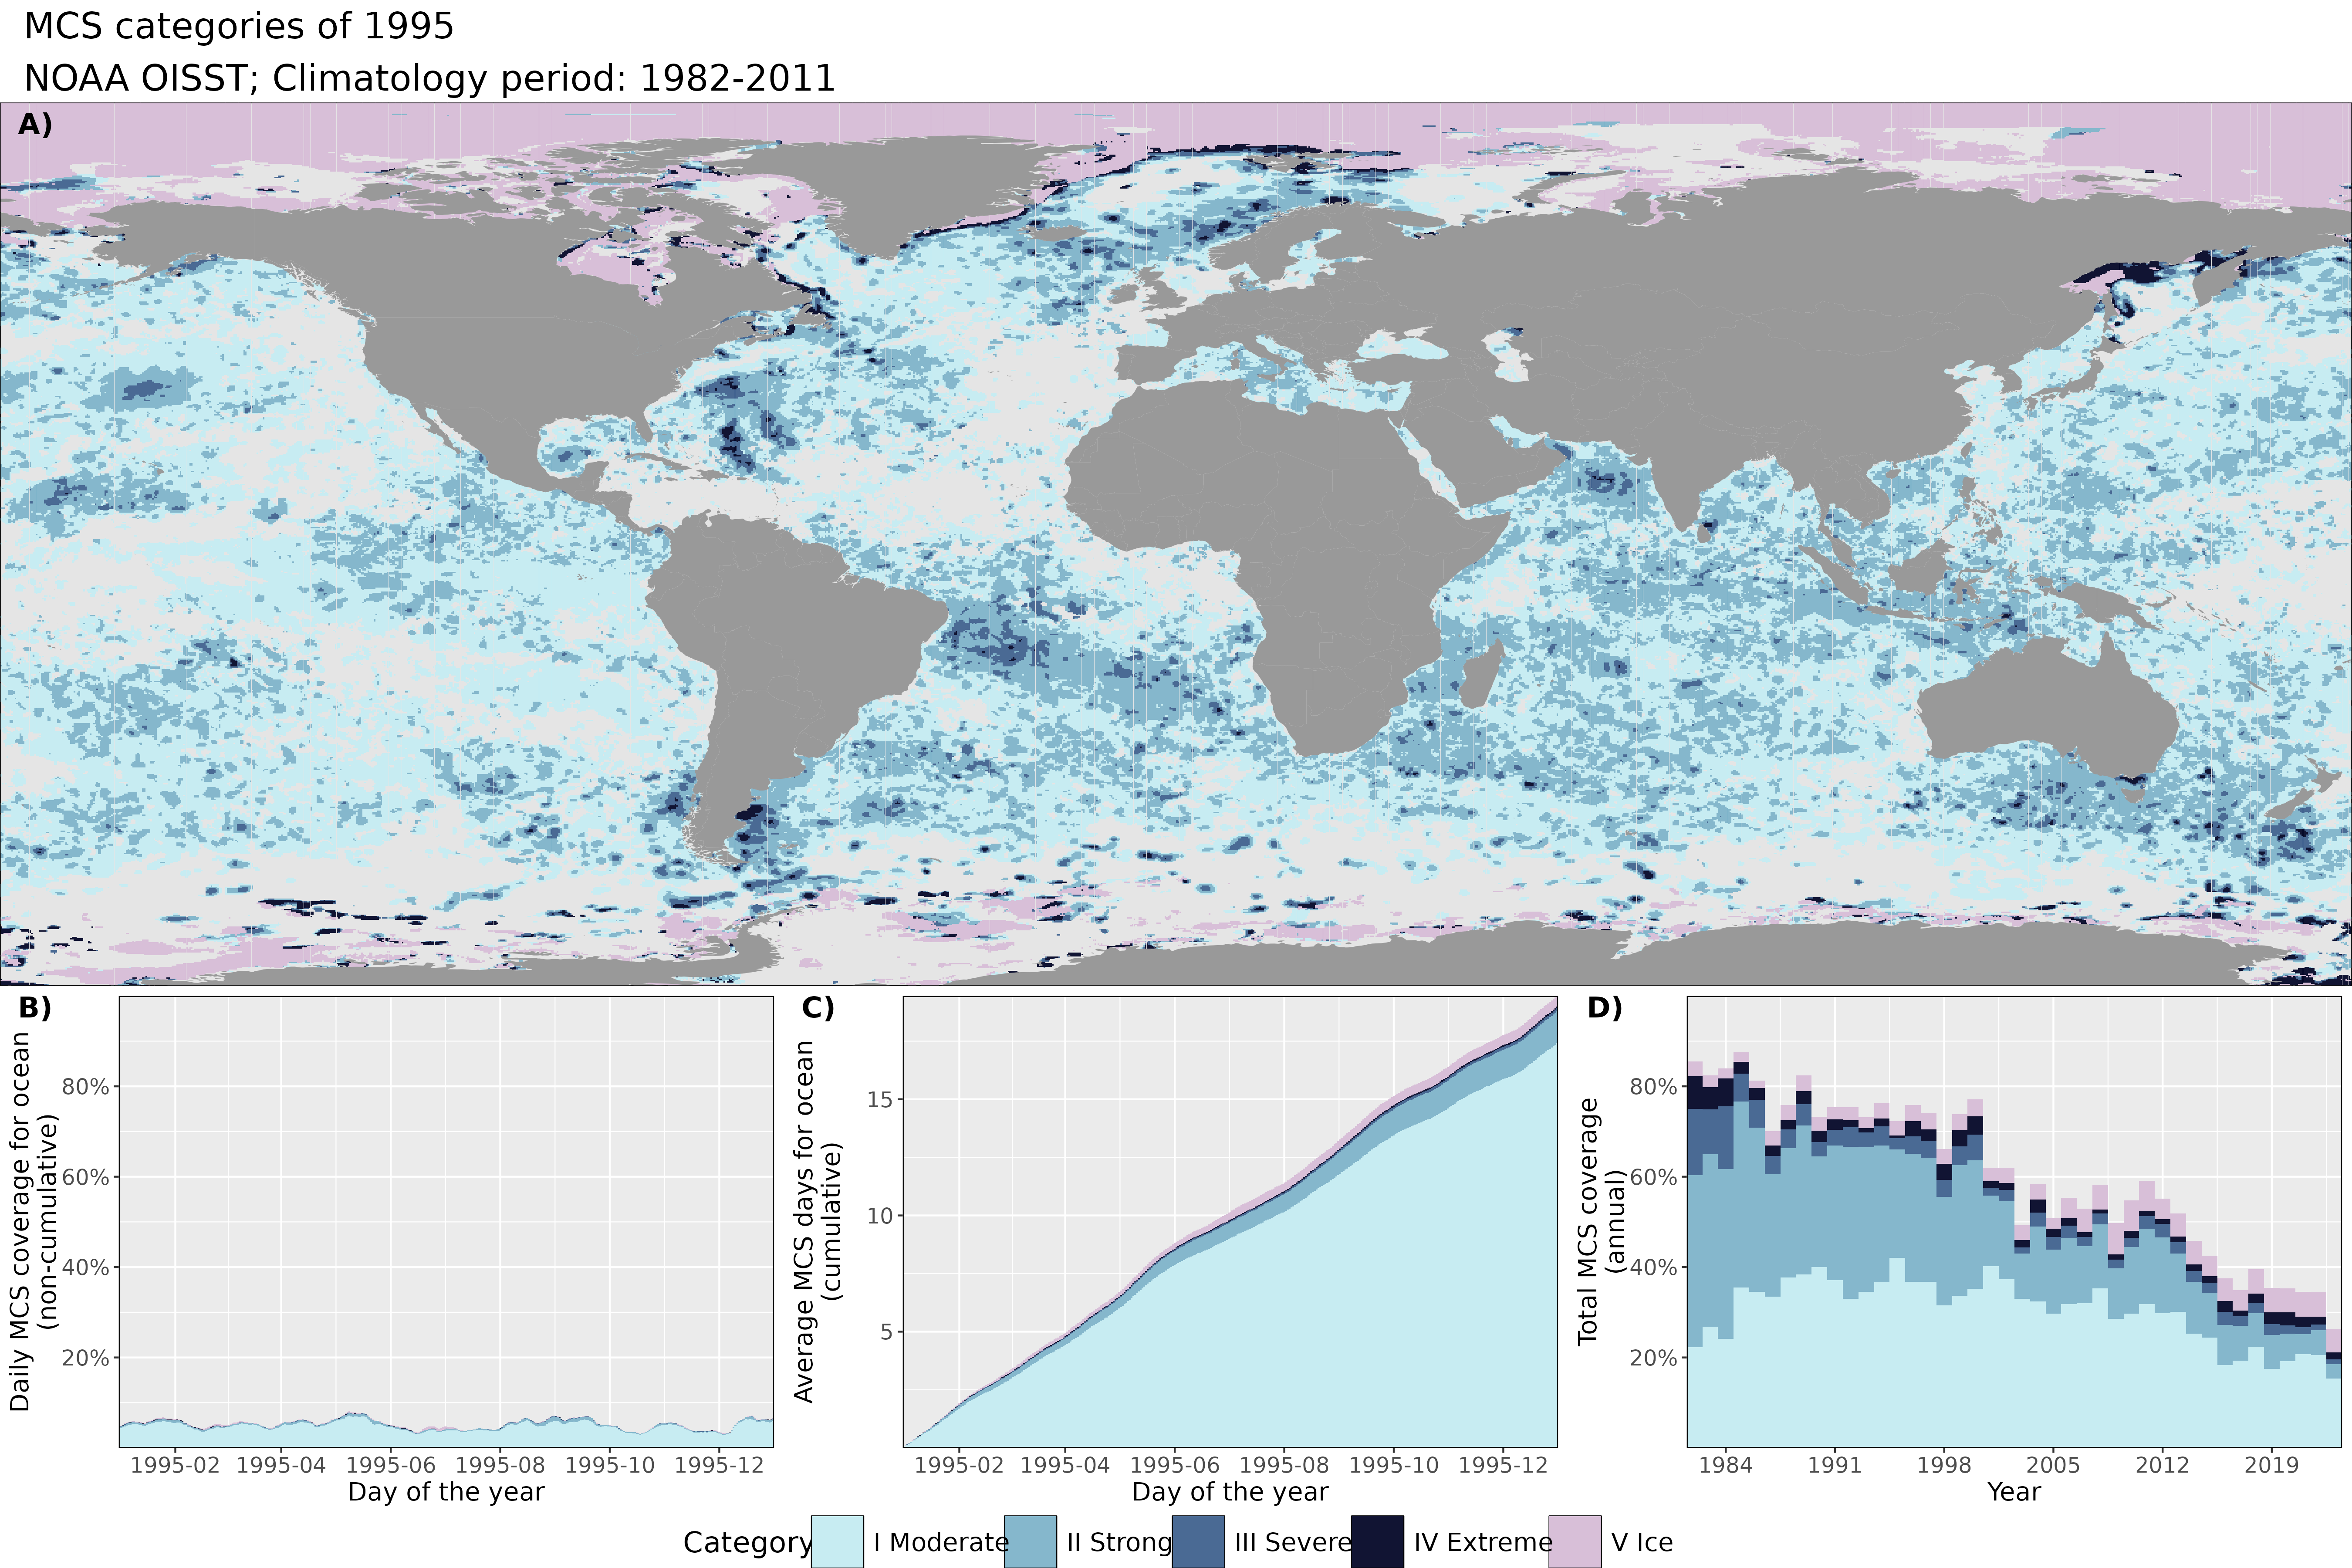 MCS categories of 1995
NOAA OISST; Climatology period: 1982-2011
A)
B)
Daily MCS coverage for ocean
(non-cumulative)
80%
60%
40%
20%
1995-02 1995-04 1995-06 1995-08 1995-10 1995-12
Day of the year
C)
Average MCS days for ocean
(cumulative)
15
10
5
1995-02 1995-04 1995-06 1995-08 1995-10 1995-12
Day of the year
D)
Total MCS coverage
(annual)
80%
60%
40%
20%
1984 1991 1998 2005 2012 2019
Year
Category I Moderate II Strong III Severe IV Extreme V Ice